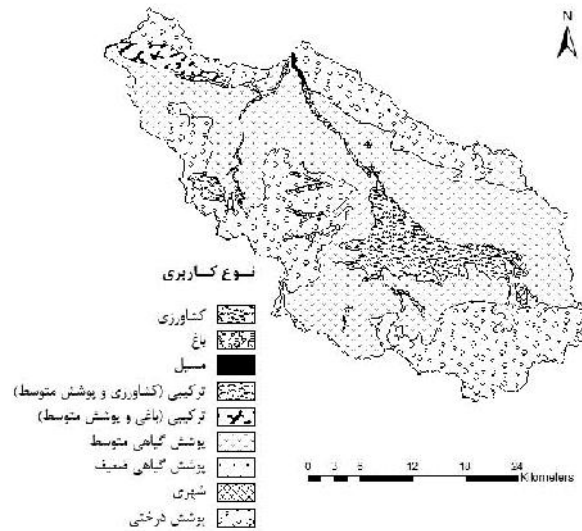 N
نوع کاربری
کشاورزی
باغ
مسیل
ترکیبی (کشاورزی و پوشش متوسط)
ترکیبی (باغی و پوشش متوسط)
پوشش گیاهی متوسط
پوشش گیاهی ضعیف
شهری
پوشش درختی
0 3 6 12 18 24
Kilometers